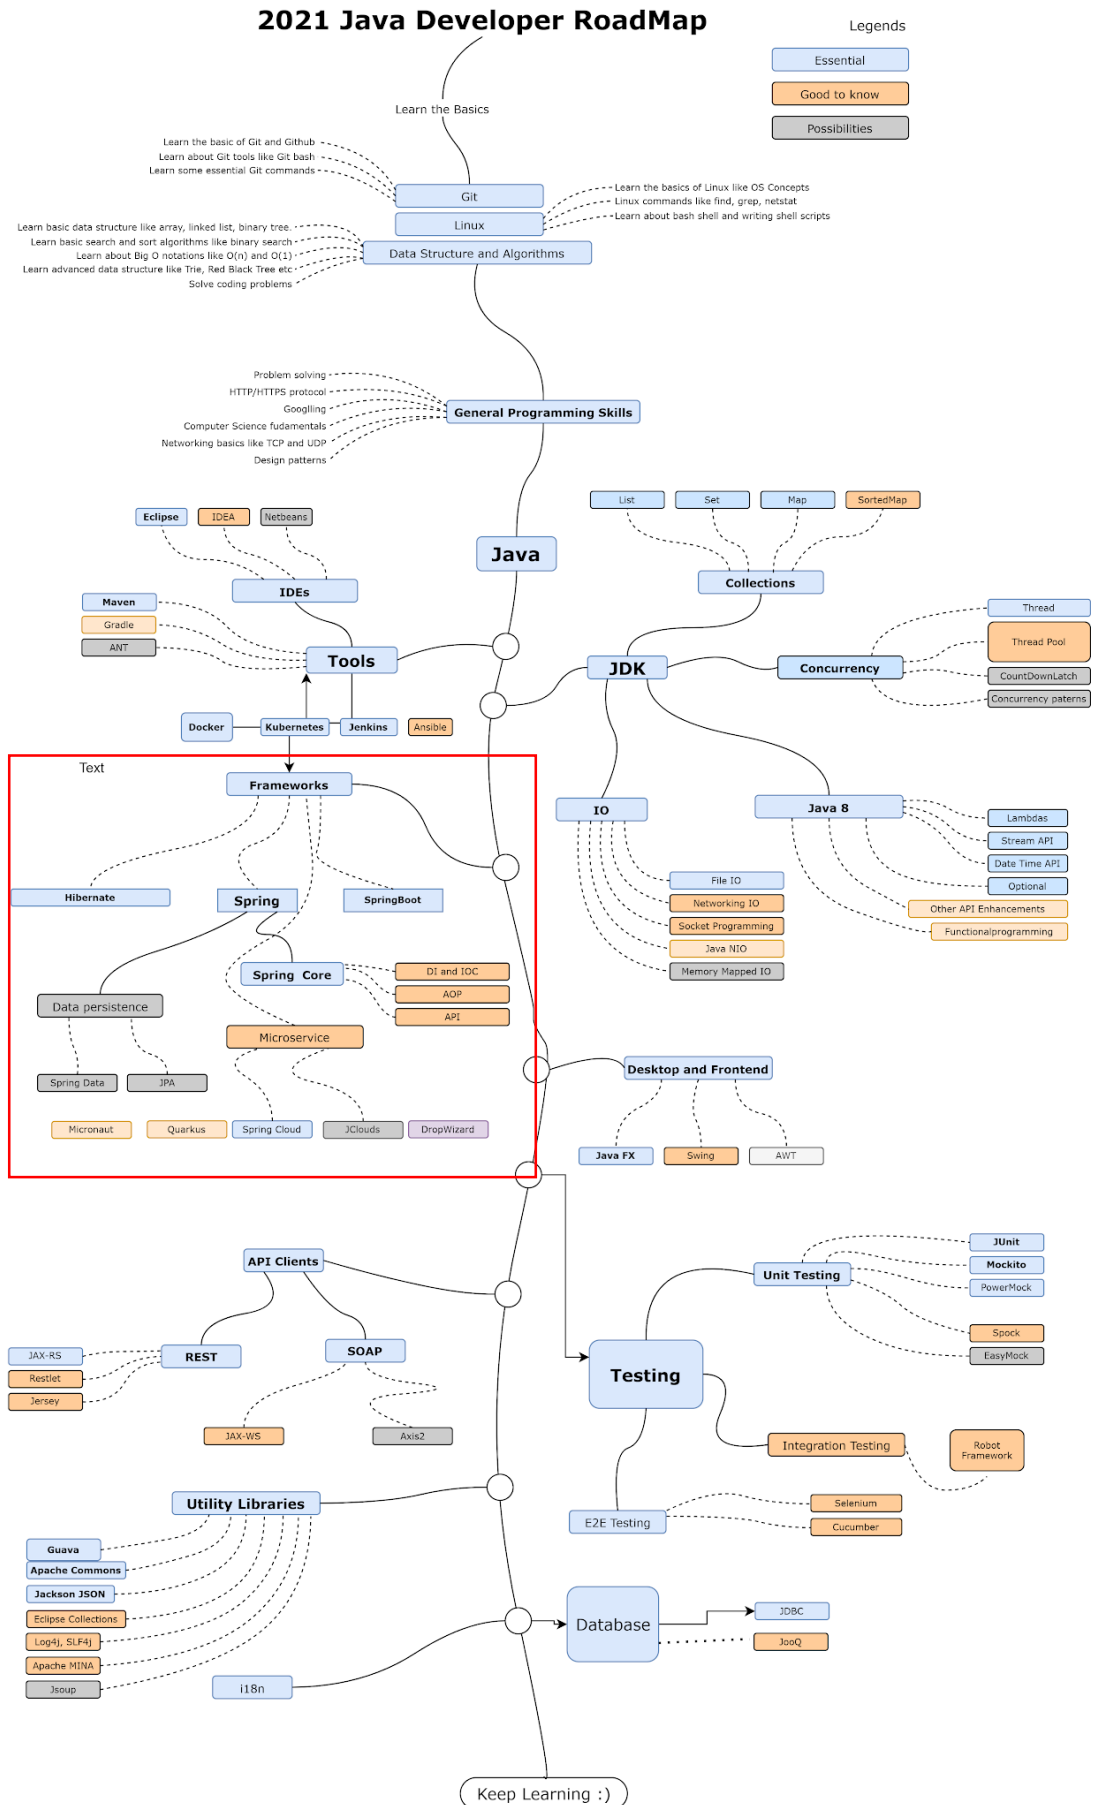 2021 Java Developer RoadMap
Legends
Essential
Good to know
Possibilities
Learn the Basics
Learn the basic of Git and Github
Learn about Git tools like Git bash
Learn some essential Git commands
Git
Linux
Learn the basics of Linux like OS Concepts
Linux commands like find, grep, netstat
Learn about bash shell and writing shell scripts
Data Structure and Algorithms
Learn basic data structure like array, linked list, binary tree.
Learn basic search and sort algorithms like binary search
Learn about Big O notations like O(n) and O(1)
Learn advanced data structure like Trie, Red Black Tree etc
Solve coding problems
Problem solving
HTTP/HTTPS protocol
Googlling
Computer Science fudamentals
Networking basics like TCP and UDP
Design patterns
General Programming Skills
Java
Eclipse
IDEA
Netbeans
IDEs
Maven
Gradle
ANT
Tools
Docker
Kubernetes
Jenkins
Ansible
List
Set
Map
SortedMap
Collections
JDK
Concurrency
Thread
Thread Pool
CountDownLatch
Concurrency paterns
IO
File IO
Networking IO
Socket Programming
Java NIO
Memory Mapped IO
Java 8
Lambdas
Stream API
Date Time API
Optional
Other API Enhancements
Functionalprogramming
Text
Frameworks
Hibernate
Spring
SpringBoot
Spring Core
DI and IOC
AOP
API
Data persistence
Spring Data
JPA
Microservice
Micronaut
Quarkus
Spring Cloud
JClouds
DropWizard
Desktop and Frontend
Java FX
Swing
AWT
API Clients
REST
JAX-RS
Restlet
Jersey
SOAP
JAX-WS
Axis2
Unit Testing
JUnit
Mockito
PowerMock
Spock
EasyMock
Testing
Integration Testing
Robot
Framework
E2E Testing
Selenium
Cucumber
Utility Libraries
Guava
Apache Commons
Jackson JSON
Eclipse Collections
Log4j, SLF4j
Apache MINA
Jsoup
i18n
Database
JDBC
JooQ
Keep Learning :)